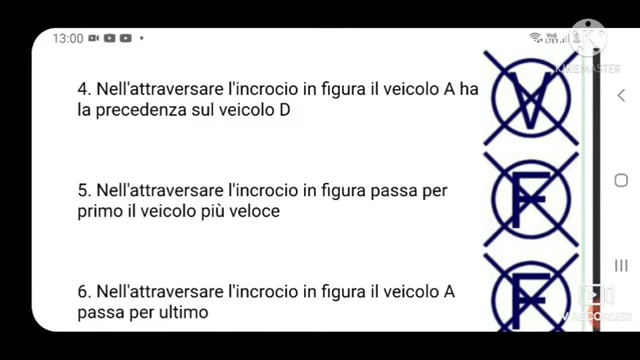 13:00
4. Nell'attraversare l'incrocio in figura il veicolo A ha
la precedenza sul veicolo D
V
5. Nell'attraversare l'incrocio in figura passa per
primo il veicolo più veloce
F
6. Nell'attraversare l'incrocio in figura il veicolo A
passa per ultimo
F